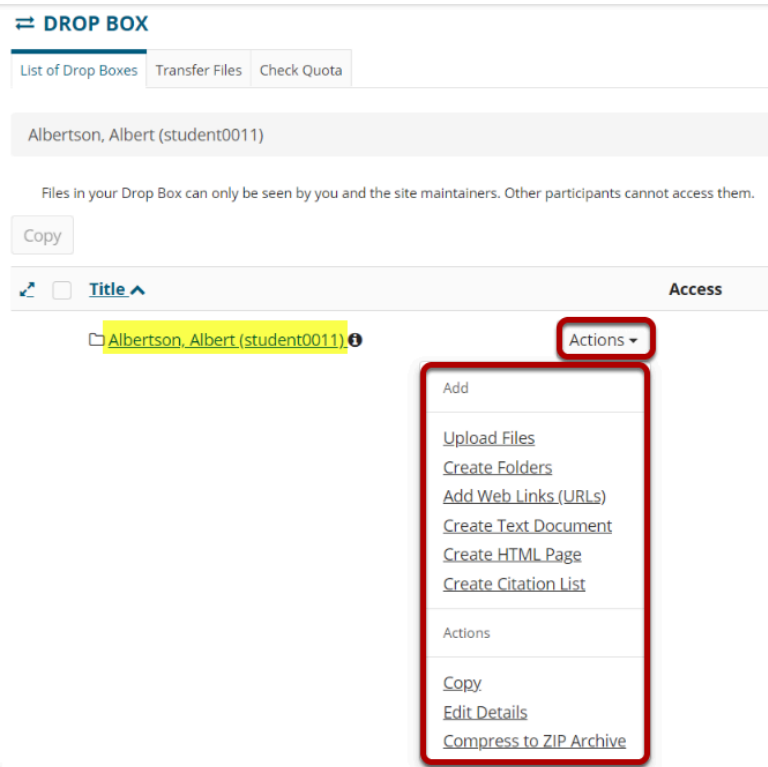 DROP BOX
List of Drop Boxes Transfer Files Check Quota
Albertson, Albert (student0011)
Files in your Drop Box can only be seen by you and the site maintainers. Other participants cannot access them.
Copy
Title Access
Albertson, Albert (student0011) Actions
Add
Upload Files
Create Folders
Add Web Links (URLs)
Create Text Document
Create HTML Page
Create Citation List
Actions
Copy
Edit Details
Compress to ZIP Archive